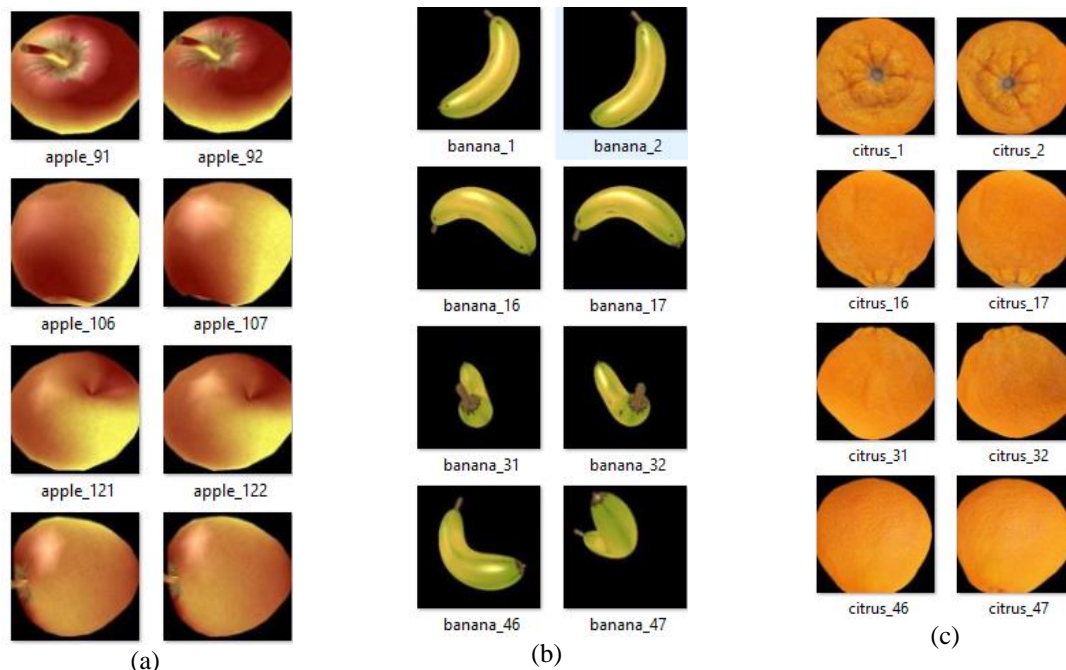 apple_91 apple_92
apple_106 apple_107
apple_121 apple_122
(a)
banana_1 banana_2
banana_16 banana_17
banana_31 banana_32
banana_46 banana_47
(b)
citrus_1 citrus_2
citrus_16 citrus_17
citrus_31 citrus_32
citrus_46 citrus_47
(c)